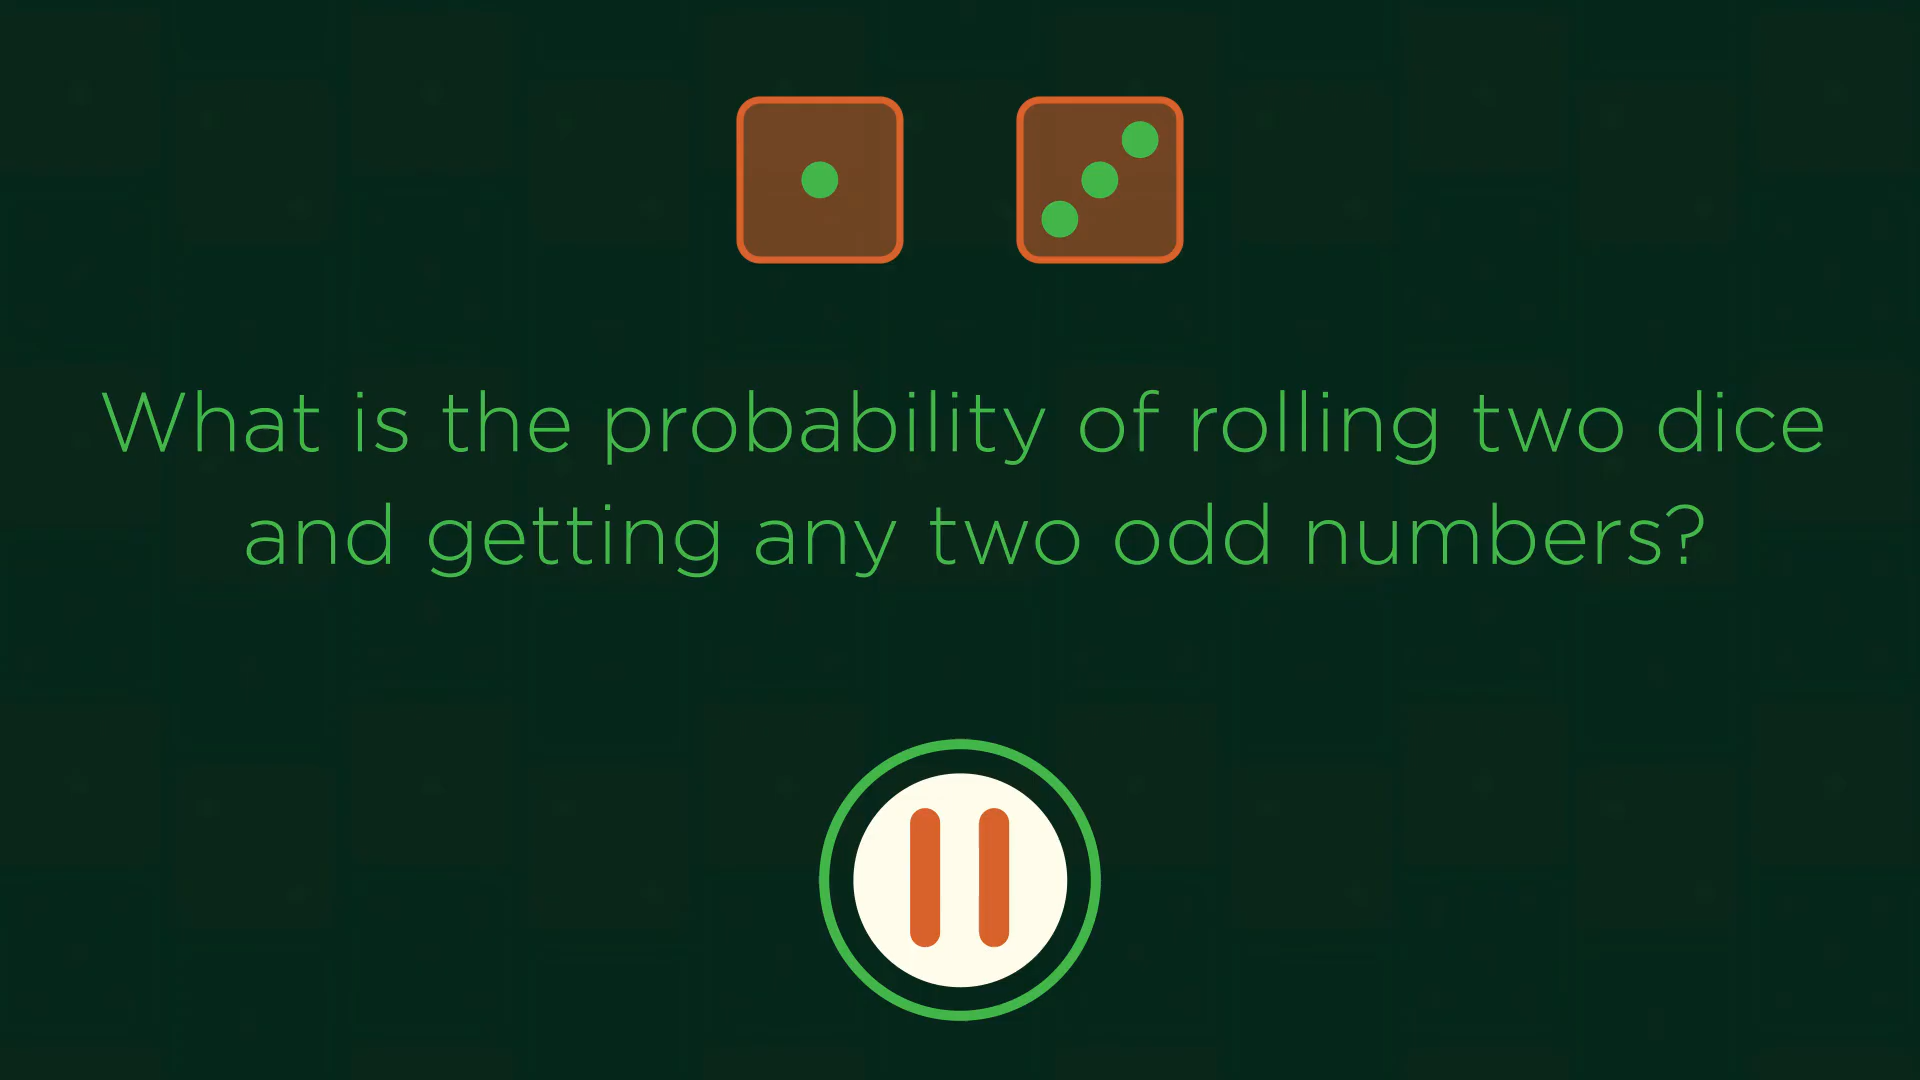 What is the probability of rolling two dice
and getting any two odd numbers?